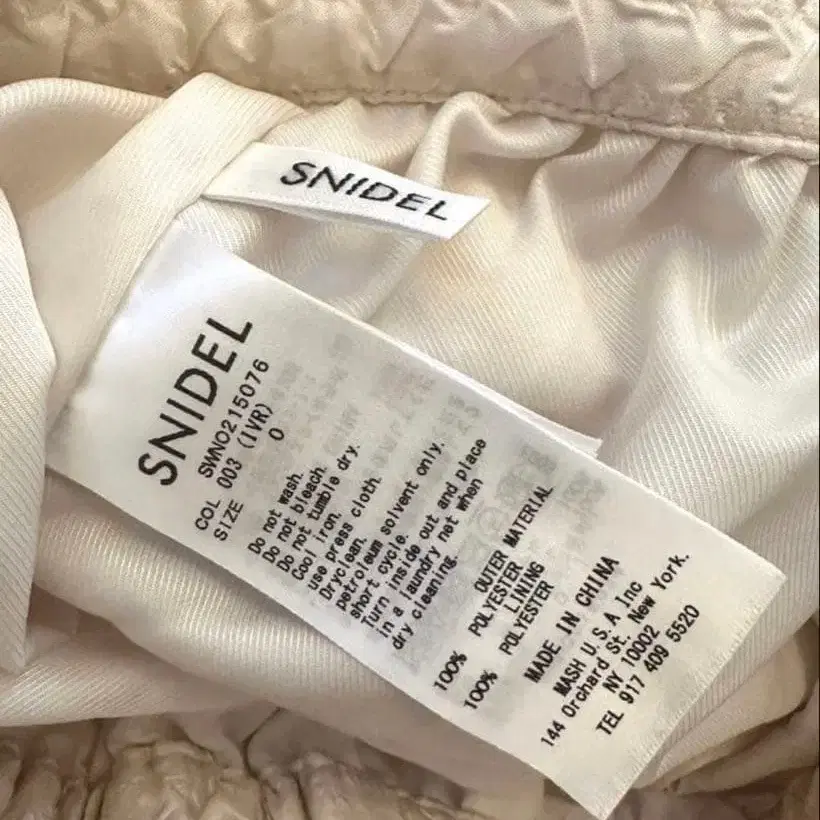 SNIDEL
SNIDEL
SWNO215076
COL 003 (IVR)
SIZE 0
Do not wash.
Do not bleach.
Do not tumble dry.
Cool iron.
use press cloth.
Dryclean.
petroleum solvent only.
short cycle.
Turn inside out and place
in a laundry net when
dry cleaning.
OUTER MATERIAL
100% POLYESTER
LINING
100% POLYESTER
MADE IN CHINA
MASH U.S.A Inc
144 Orchard St., New York.
NY 10002
TEL 917 409 5520